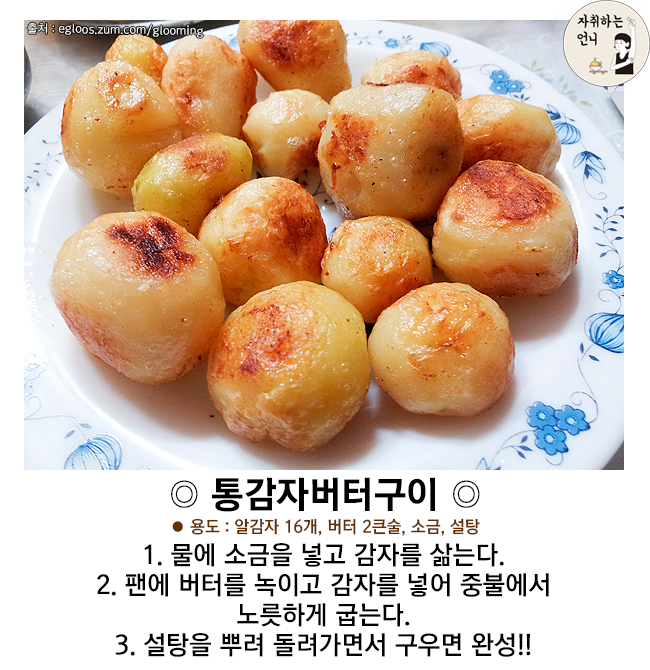 출처 : egloos.zum.com/glooming
자취하는
언니
◎ 통감자버터구이 ◎
● 용도 : 알감자 16개, 버터 2큰술, 소금, 설탕
1. 물에 소금을 넣고 감자를 삶는다.
2. 팬에 버터를 녹이고 감자를 넣어 중불에서
노릇하게 굽는다.
3. 설탕을 뿌려 돌려가면서 구우면 완성!!